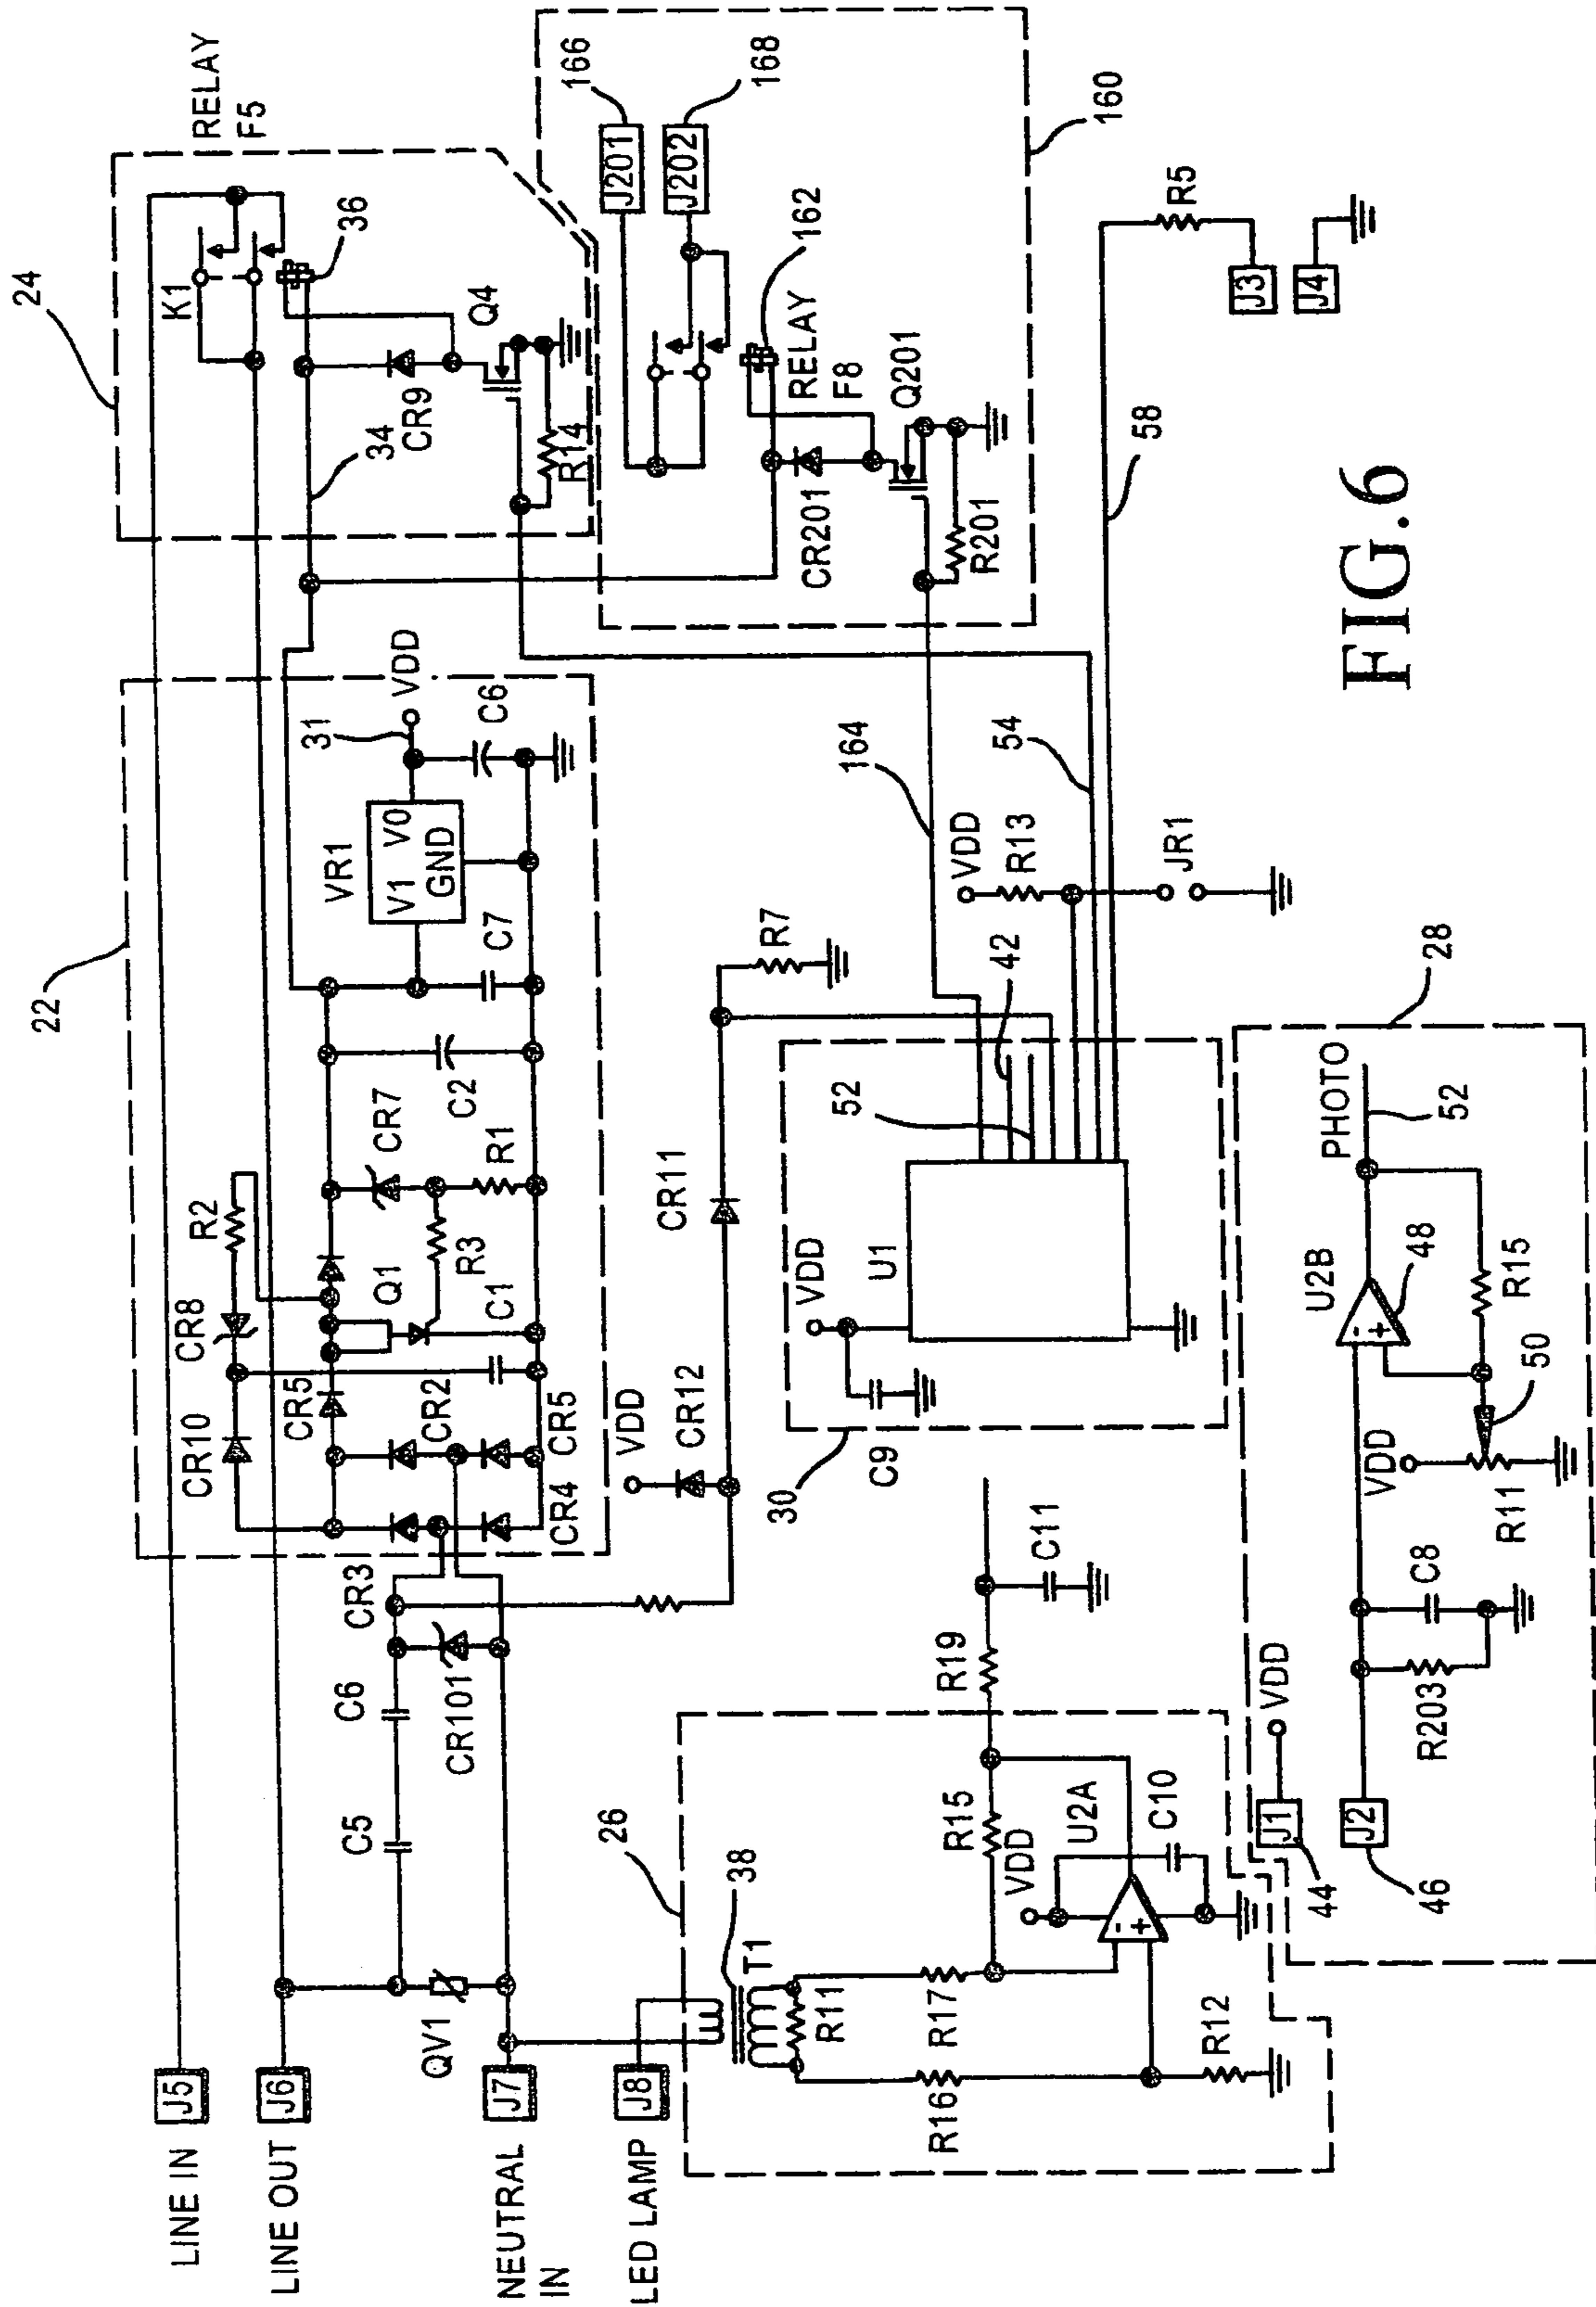 LINE IN
J5
LINE OUT
J6
QV1
NEUTRAL
IN
J7
LED LAMP
J8
C5
C6
CR101
CR3
22
CR10
CR8
R2
CR5
Q1
CR7
R3
R1
C1
CR2
CR5
CR4
C2
C7
VR1
V1
V0
GND
31
VDD
C6
24
RELAY
F5
K1
36
34
CR9
Q4
R14
166
J201
168
J202
162
RELAY
F8
CR201
Q201
R201
160
VDD
CR12
CR11
R7
26
38
T1
R11
R17
R16
R12
R15
VDD
U2A
C10
R19
C11
30
C9
VDD
U1
52
42
164
VDD
R13
JR1
54
58
R5
J3
J4
28
J1
44
VDD
J2
46
R203
C8
VDD
R11
50
U2B
-
+
48
R15
PHOTO
52
FIG.6